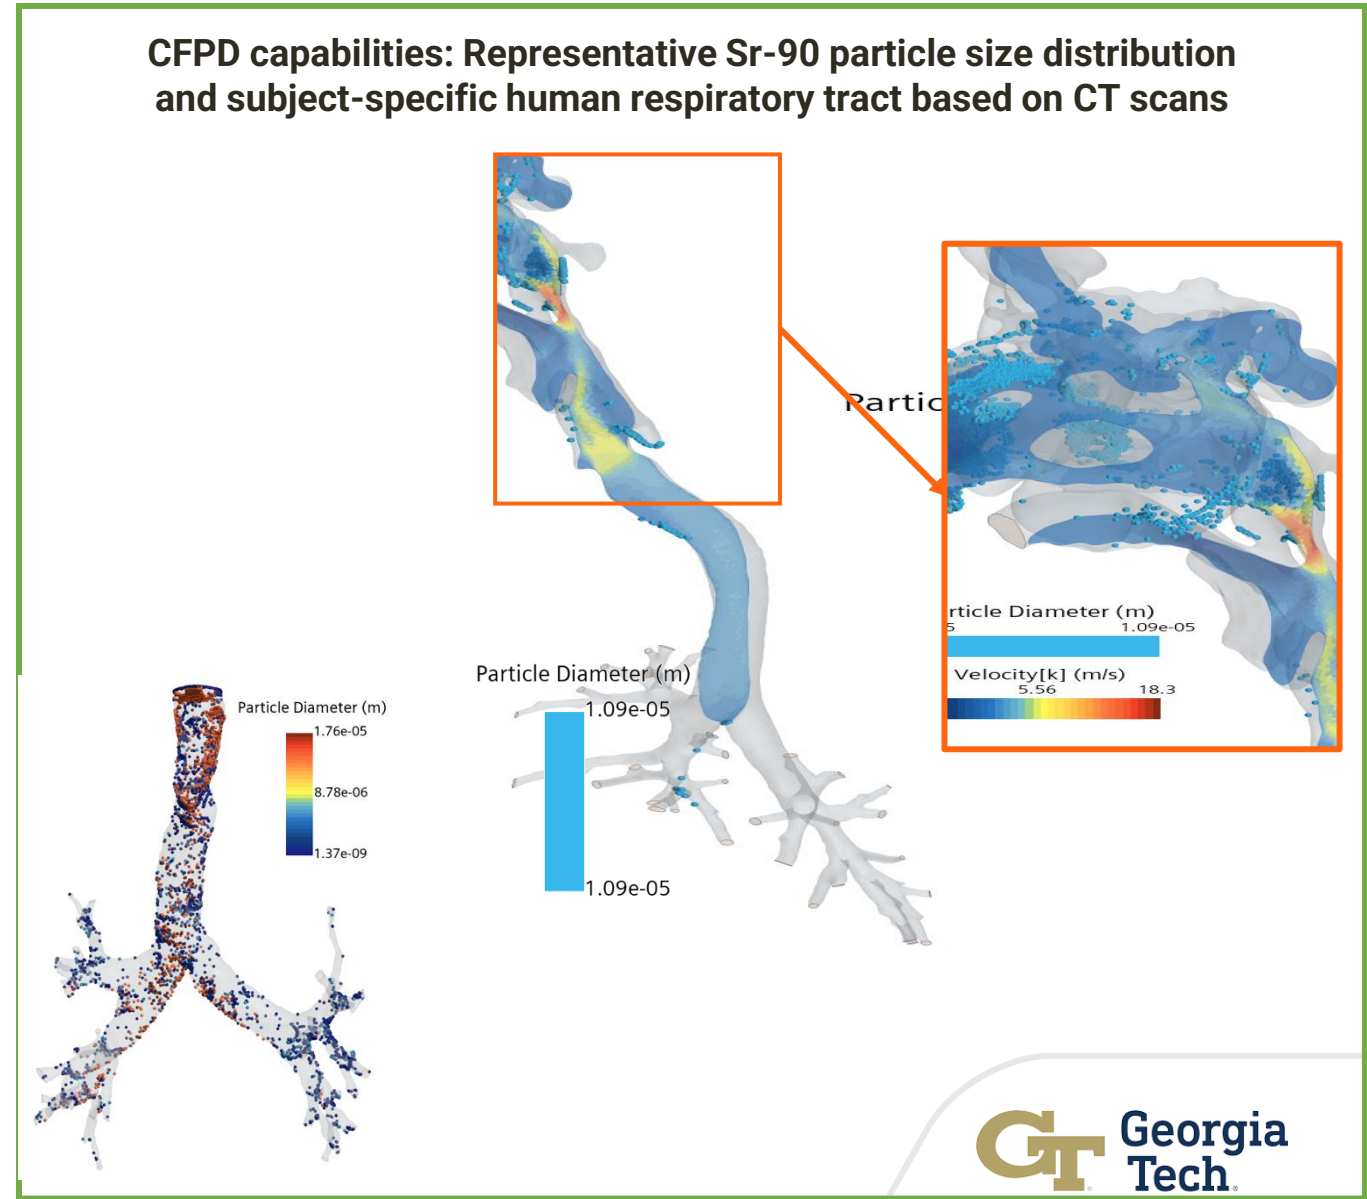 CFPD capabilities: Representative Sr-90 particle size distribution
and subject-specific human respiratory tract based on CT scans
Partic
rticle Diameter (m)
5
1.09e-05
Velocity[k] (m/s)
5.56
18.3
Particle Diameter (m)
1.09e-05
1.09e-05
Particle Diameter (m)
1.76e-05
8.78e-06
1.37e-09
GT
Georgia
Tech